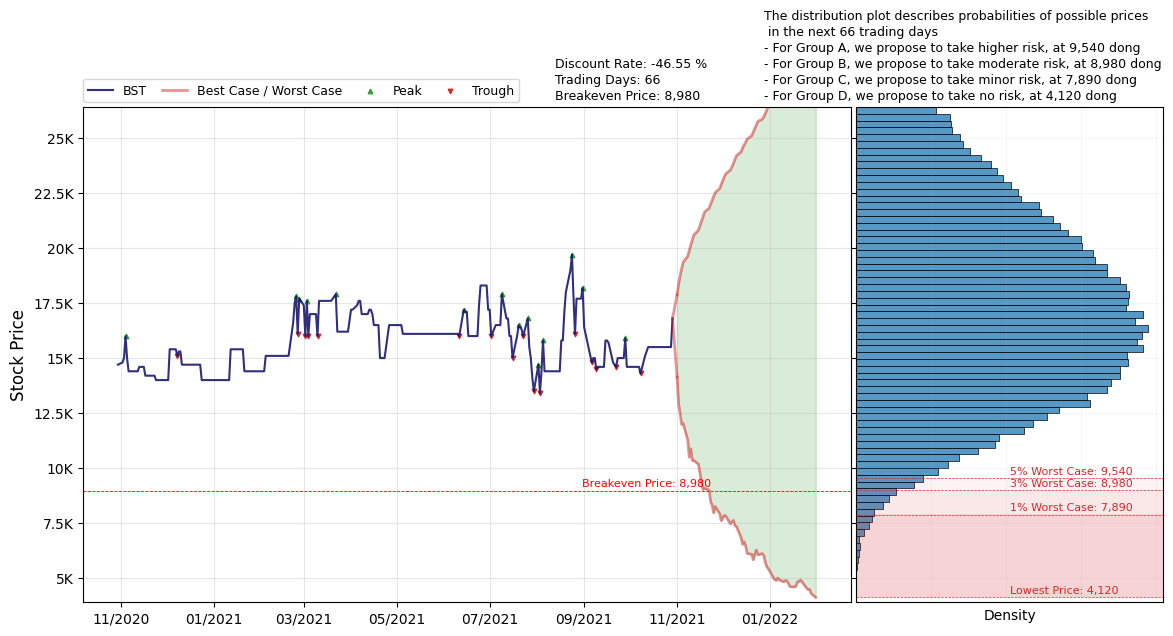 The distribution plot describes probabilities of possible prices
in the next 66 trading days
- For Group A, we propose to take higher risk, at 9,540 dong
- For Group B, we propose to take moderate risk, at 8,980 dong
- For Group C, we propose to take minor risk, at 7,890 dong
- For Group D, we propose to take no risk, at 4,120 dong
Discount Rate: -46.55 %
Trading Days: 66
Breakeven Price: 8,980
BST
Best Case / Worst Case
Peak
Trough
Stock Price
25K
22.5K
20K
17.5K
15K
12.5K
10K
7.5K
5K
Breakeven Price: 8,980
5% Worst Case: 9,540
3% Worst Case: 8,980
1% Worst Case: 7,890
Lowest Price: 4,120
11/2020
01/2021
03/2021
05/2021
07/2021
09/2021
11/2021
01/2022
Density